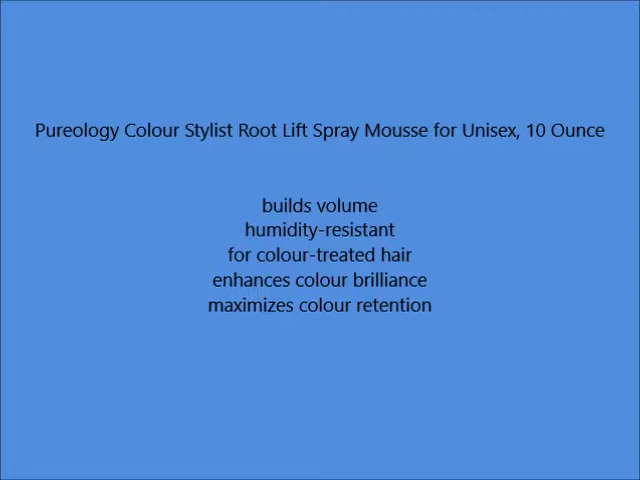 Pureology Colour Stylist Root Lift Spray Mousse for Unisex, 10 Ounce
builds volume
humidity-resistant
for colour-treated hair
enhances colour brilliance
maximizes colour retention